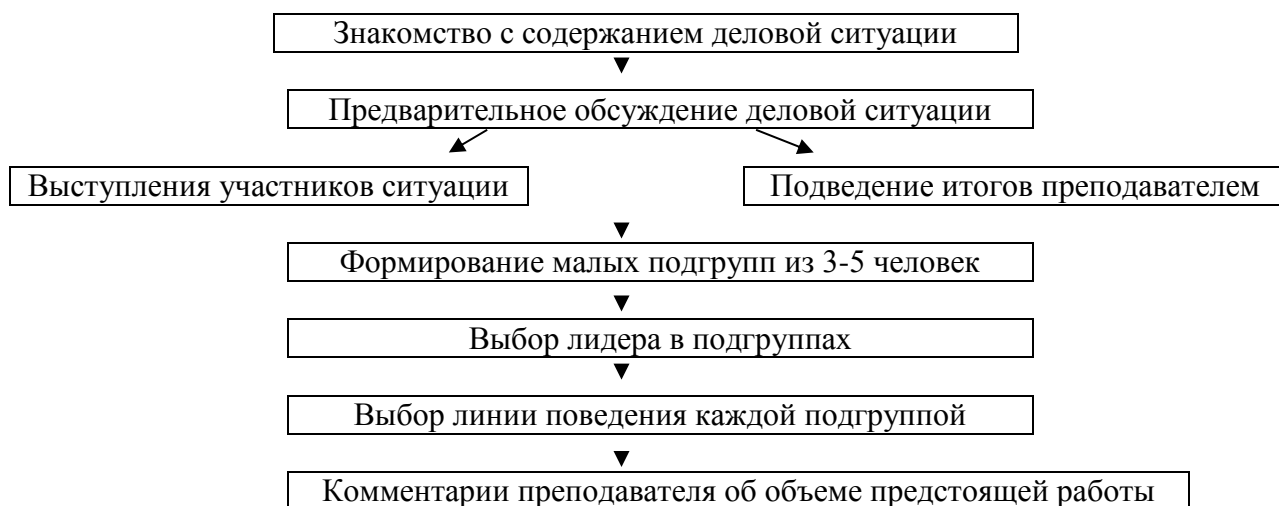 Знакомство с содержанием деловой ситуации
Предварительное обсуждение деловой ситуации
Выступления участников ситуации
Подведение итогов преподавателем
Формирование малых подгрупп из 3-5 человек
Выбор лидера в подгруппах
Выбор линии поведения каждой подгруппой
Комментарии преподавателя об объеме предстоящей работы